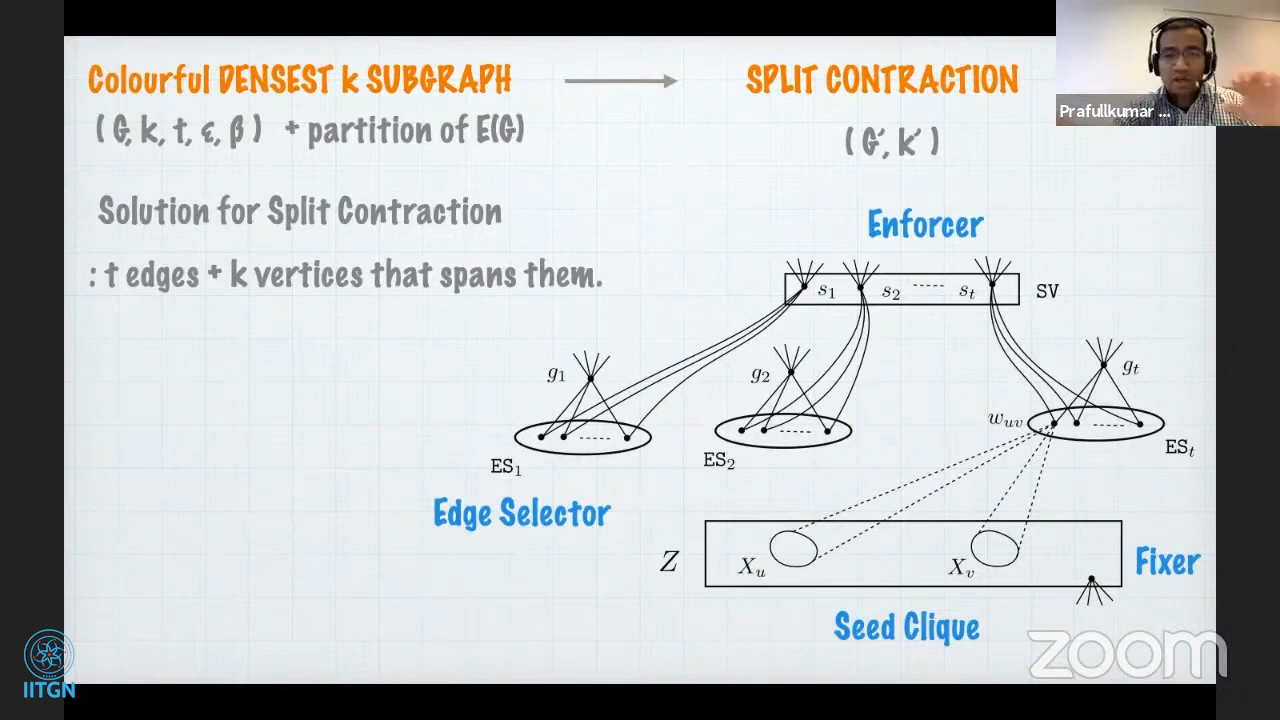 Colourful DENSEST k SUBGRAPH
SPLIT CONTRACTION
Prafullkumar ...
( G, k, t, ε, β ) + partition of E(G)
( G', k' )
Solution for Split Contraction
Enforcer
: t edges + k vertices that spans them.
s1 s2 ----- st SV
g1 g2 gt
wuv
ES1 ES2 ESt
Edge Selector
Z Xu Xv Fixer
Seed Clique
zoom
IITGN